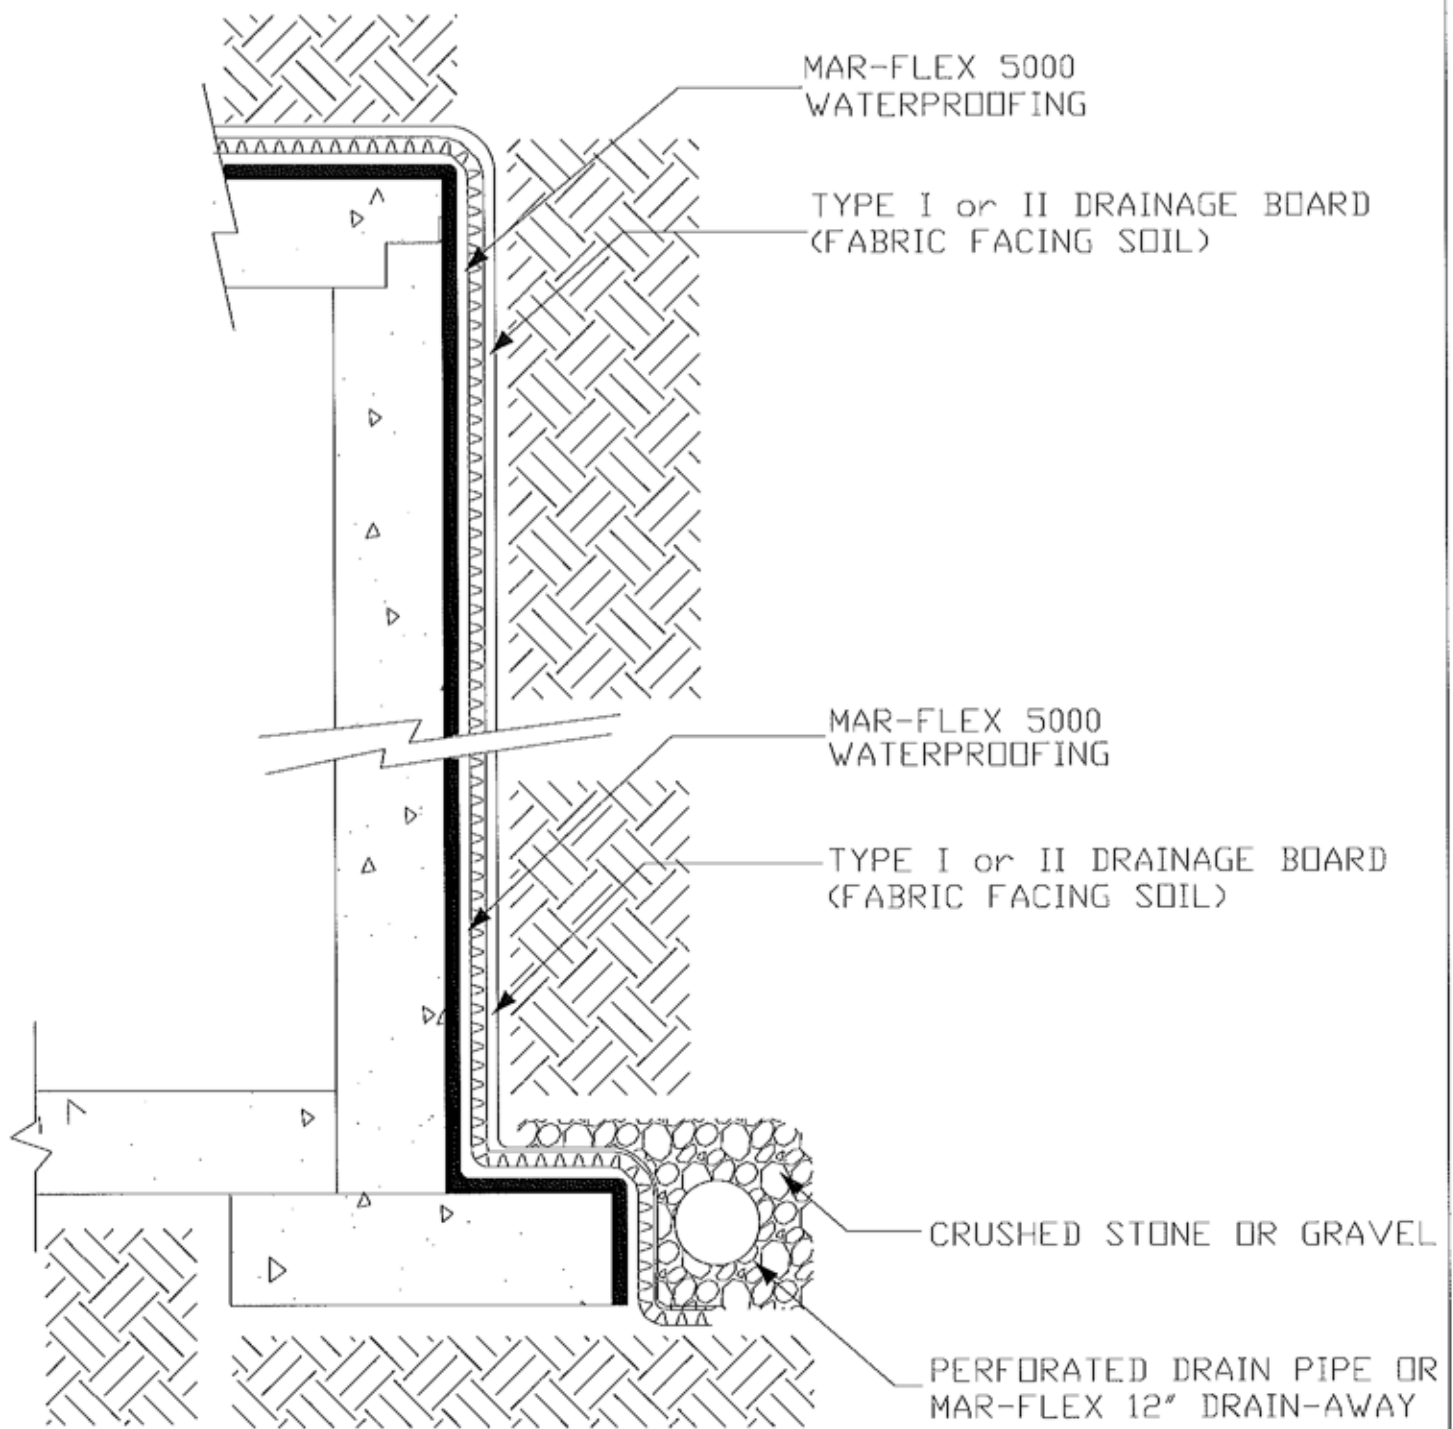 MAR-FLEX 5000
WATERPROOFING
TYPE I or II DRAINAGE BOARD
(FABRIC FACING SOIL)
MAR-FLEX 5000
WATERPROOFING
TYPE I or II DRAINAGE BOARD
(FABRIC FACING SOIL)
CRUSHED STONE OR GRAVEL
PERFORATED DRAIN PIPE OR
MAR-FLEX 12" DRAIN-AWAY